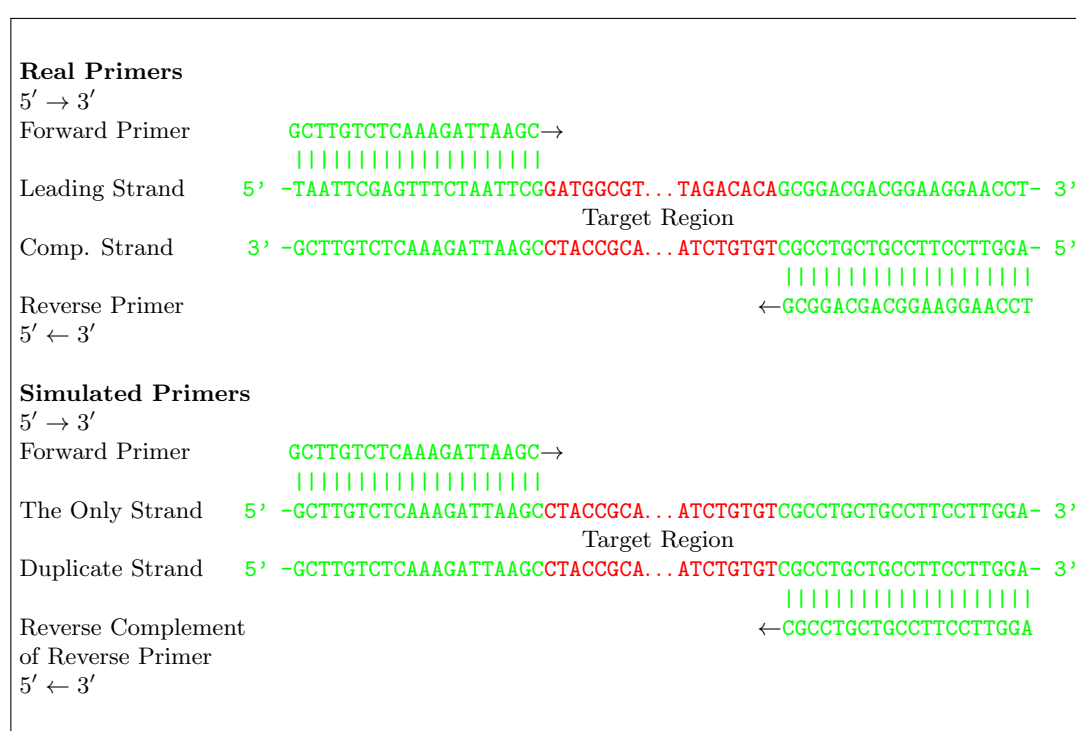 Real Primers
5′ → 3′
Forward Primer GCTTGTCTCAAAGATTAAGC→
||||||||||||||||||||
Leading Strand 5’ -TAATTCGAGTTTCTAATTCGGATGGCGT...TAGACACAGCGGACGACGGAAGGAACCT- 3’
Target Region
Comp. Strand 3’ -GCTTGTCTCAAAGATTAAGCCTACCGCA...ATCTGTGTCGCCTGCTGCCTTCCTTGGA- 5’
||||||||||||||||||||
Reverse Primer ←GCGGACGACGGAAGGAACCT
5′ ← 3′
Simulated Primers
5′ → 3′
Forward Primer GCTTGTCTCAAAGATTAAGC→
||||||||||||||||||||
The Only Strand 5’ -GCTTGTCTCAAAGATTAAGCCTACCGCA...ATCTGTGTCGCCTGCTGCCTTCCTTGGA- 3’
Target Region
Duplicate Strand 5’ -GCTTGTCTCAAAGATTAAGCCTACCGCA...ATCTGTGTCGCCTGCTGCCTTCCTTGGA- 3’
||||||||||||||||||||
Reverse Complement ←CGCCTGCTGCCTTCCTTGGA
of Reverse Primer
5′ ← 3′